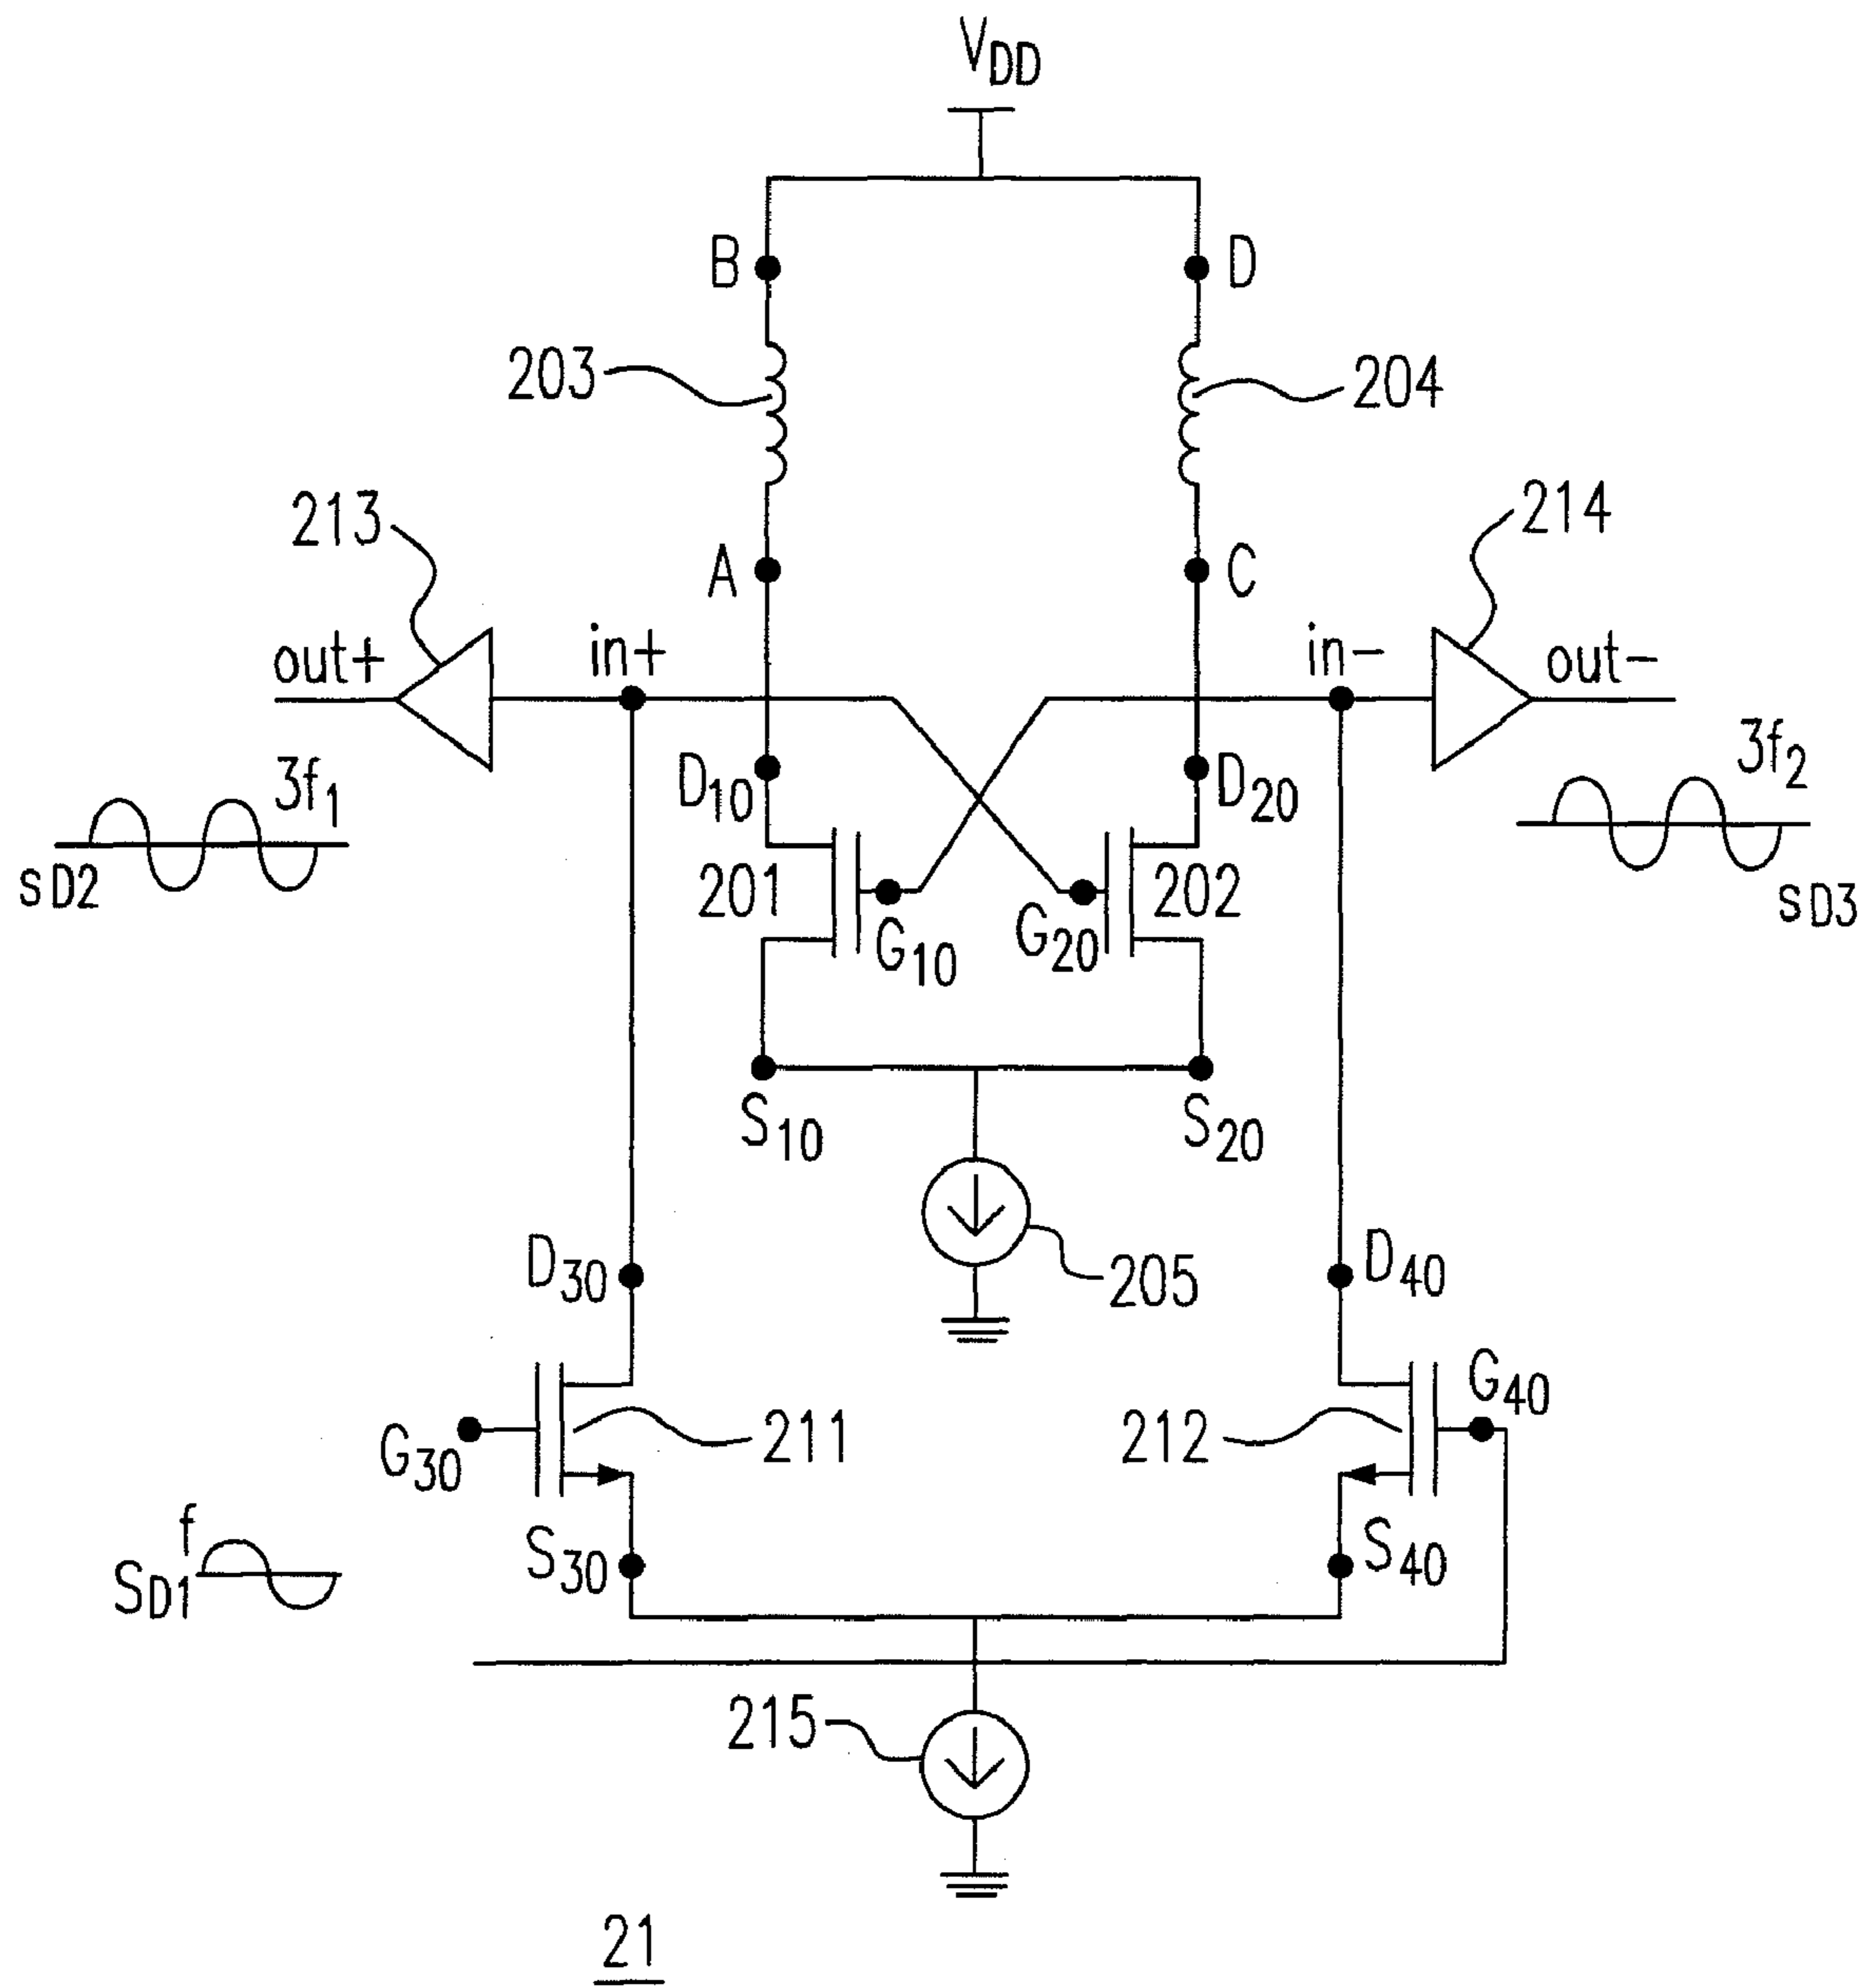 VDD
B
D
203
204
213
214
A
C
out+
in+
in-
out-
3f1
D10
D20
3f2
sD2
201
202
sD3
G10
G20
S10
S20
D30
205
D40
G30
211
212
G40
f
SD1
S30
S40
215
21